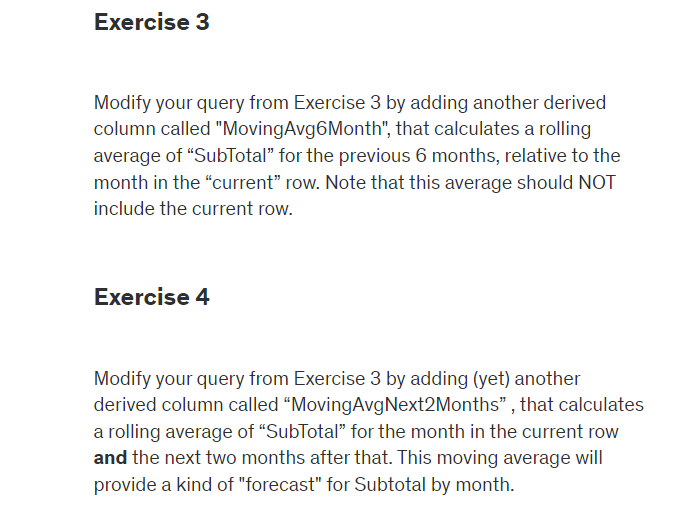 Exercise 3
Modify your query from Exercise 3 by adding another derived
column called "MovingAvg6Month", that calculates a rolling
average of “SubTotal” for the previous 6 months, relative to the
month in the “current” row. Note that this average should NOT
include the current row.
Exercise 4
Modify your query from Exercise 3 by adding (yet) another
derived column called “MovingAvgNext2Months” , that calculates
a rolling average of “SubTotal” for the month in the current row
and the next two months after that. This moving average will
provide a kind of "forecast" for Subtotal by month.